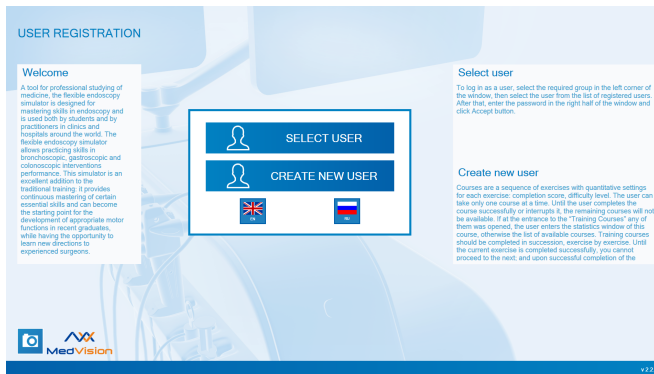 USER REGISTRATION
Welcome
A tool for professional studying of
medicine, the flexible endoscopy
simulator is designed for
mastering skills in endoscopy and
is used both by students and by
practitioners in clinics and
hospitals around the world. The
flexible endoscopy simulator
allows practicing skills in
bronchoscopic, gastroscopic and
colonoscopic interventions
performance. This simulator is an
excellent addition to the
traditional training: it provides
continuous mastering of certain
essential skills and can become
the starting point for the
development of appropriate motor
functions in recent graduates,
while having the opportunity to
learn new directions to
experienced surgeons.
SELECT USER
CREATE NEW USER
EN
RU
Select user
To log in as a user, select the required group in the left corner of
the window, then select the user from the list of registered users.
After that, enter the password in the right half of the window and
click Accept button.
Create new user
Courses are a sequence of exercises with quantitative settings
for each exercise: completion score, difficulty level. The user can
take only one course at a time. Until the user completes the
course successfully or interrupts it, the remaining courses will not
be available. If at the entrance to the "Training Courses" any of
them was opened, the user enters the statistics window of this
course, otherwise the list of available courses. Training courses
should be completed in succession, exercise by exercise. Until
the current exercise is completed successfully, you cannot
proceed to the next; and upon successful completion of the
MedVision
v 2.2